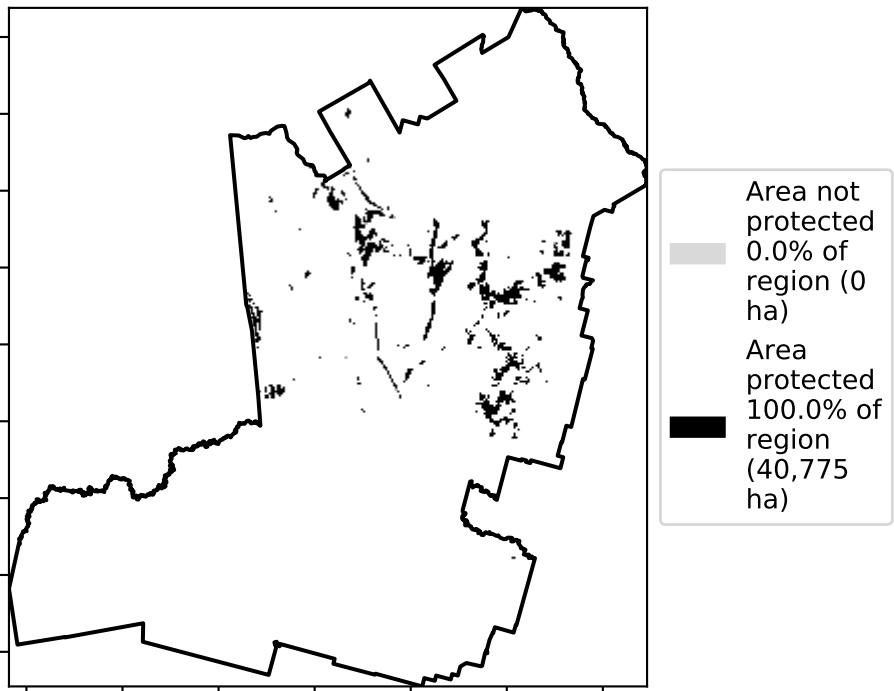 Area not
protected
0.0% of
region (0
ha)
Area
protected
100.0% of
region
(40,775
ha)